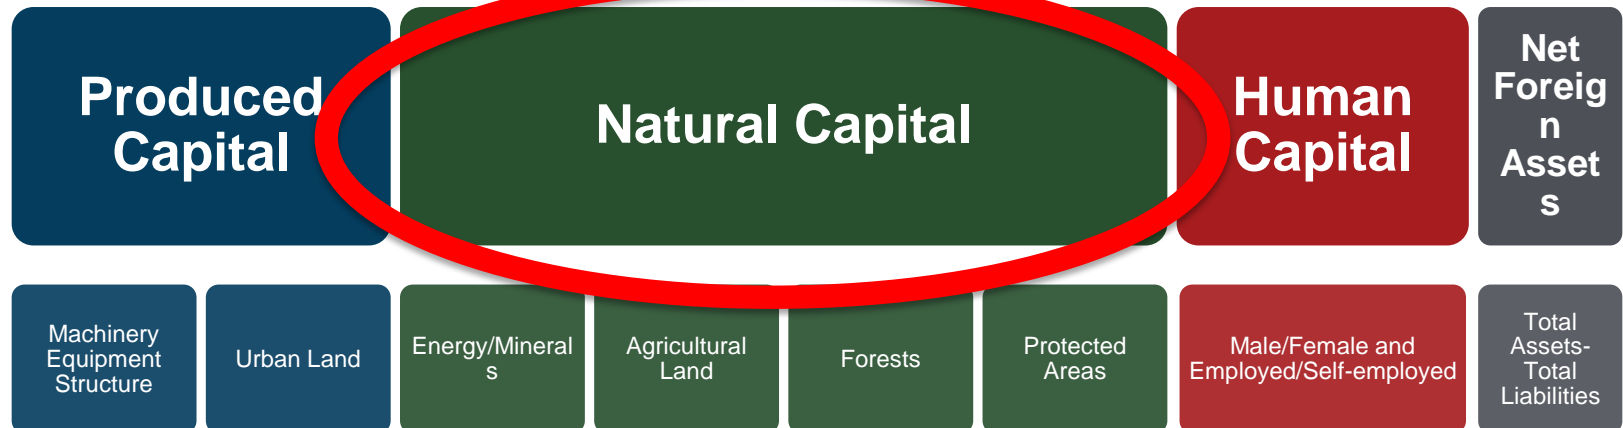 Produced
Capital
Natural Capital
Human
Capital
Net
Foreig
n
Asset
s
Machinery
Equipment
Structure
Urban Land
Energy/Mineral
s
Agricultural
Land
Forests
Protected
Areas
Male/Female and
Employed/Self-employed
Total
Assets-
Total
Liabilities